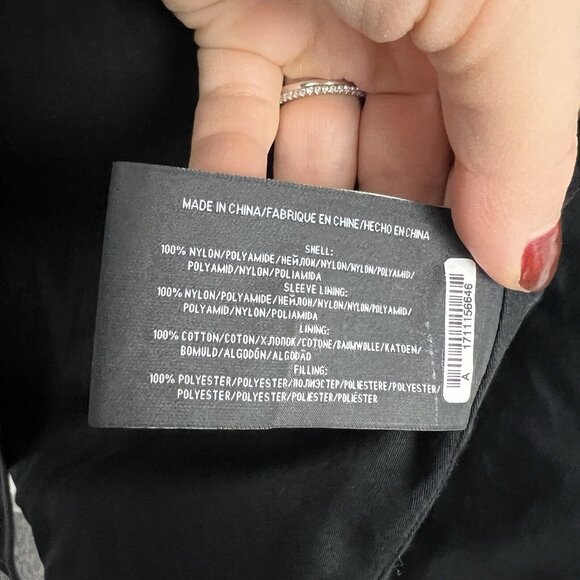 MADE IN CHINA/FABRIQUE EN CHINE/HECHO EN CHINA
SHELL:
100% NYLON/POLYAMIDE/НЕЙЛОН/NYLON/NYLON/POLYAMID/
POLYAMID/NYLON/POLIAMIDA
SLEEVE LINING:
100% NYLON/POLYAMIDE/НЕЙЛОН/NYLON/NYLON/POLYAMID/
POLYAMID/NYLON/POLIAMIDA
LINING:
100% COTTON/COTON/ХЛОПОК/COTONE/BAUMWOLLE/KATOEN/
BOMULD/ALGODÓN/ALGODÃO
FILLING:
100% POLYESTER/POLYESTER/ПОЛИЭСТЕР/POLIESTERE/POLYESTER/
POLYESTER/POLYESTER/POLIESTER/POLIÉSTER
A 1711156646